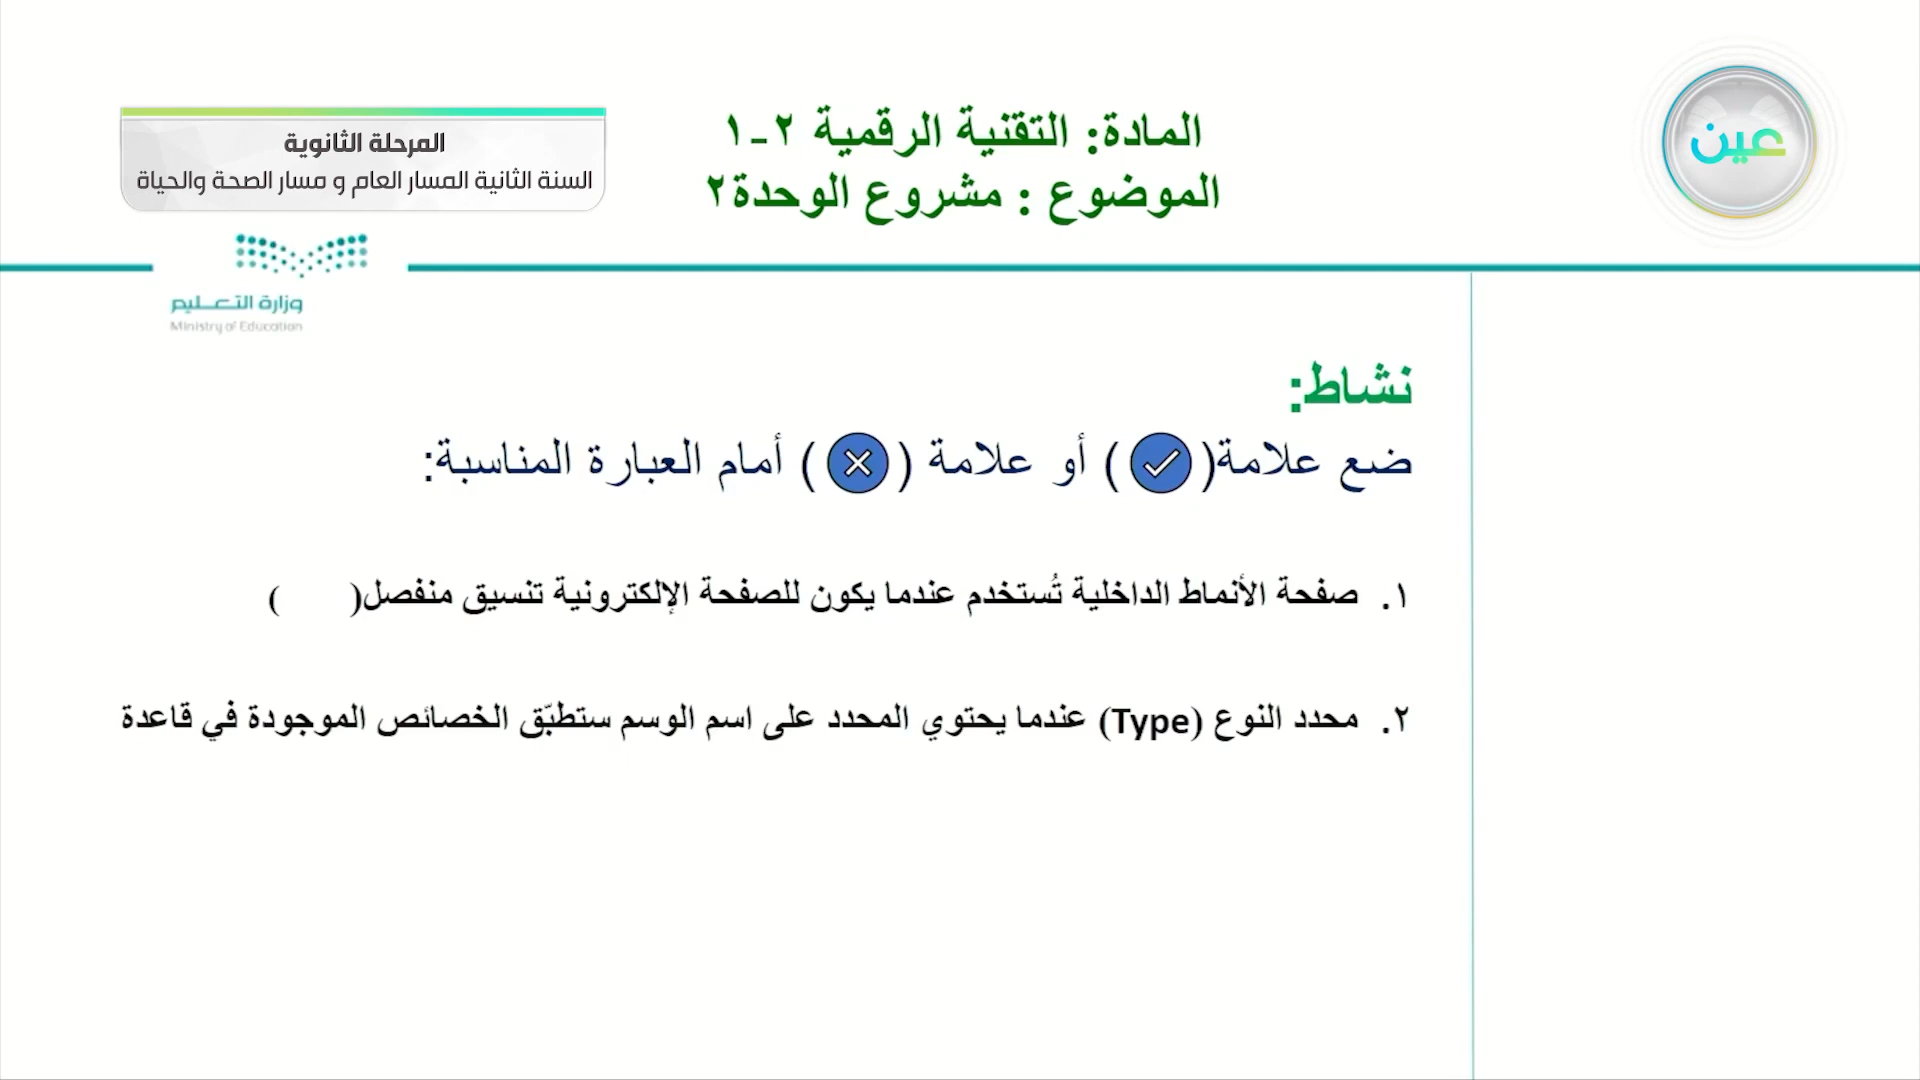 المادة: التقنية الرقمية ٢-١
الموضوع : مشروع الوحدة٢
المرحلة الثانوية
السنة الثانية المسار العام و مسار الصحة والحياة
عين
وزارة التعليم
Ministry of Education
نشاط:
ضع علامة( ) أو علامة ( ) أمام العبارة المناسبة:
١. صفحة الأنماط الداخلية تُستخدم عندما يكون للصفحة الإلكترونية تنسيق منفصل( )
٢. محدد النوع (Type) عندما يحتوي المحدد على اسم الوسم ستطبّق الخصائص الموجودة في قاعدة